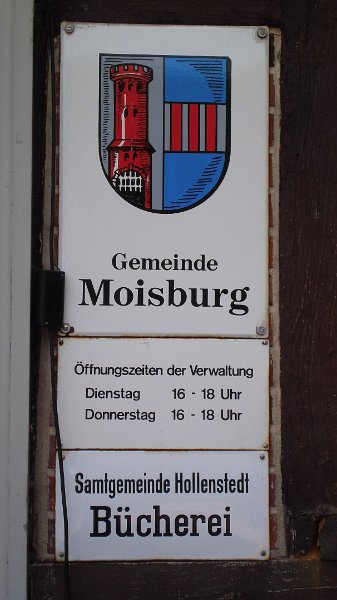 Gemeinde
Moisburg
Öffnungszeiten der Verwaltung
Dienstag 16 - 18 Uhr
Donnerstag 16 - 18 Uhr
Samtgemeinde Hollenstedt
Bücherei